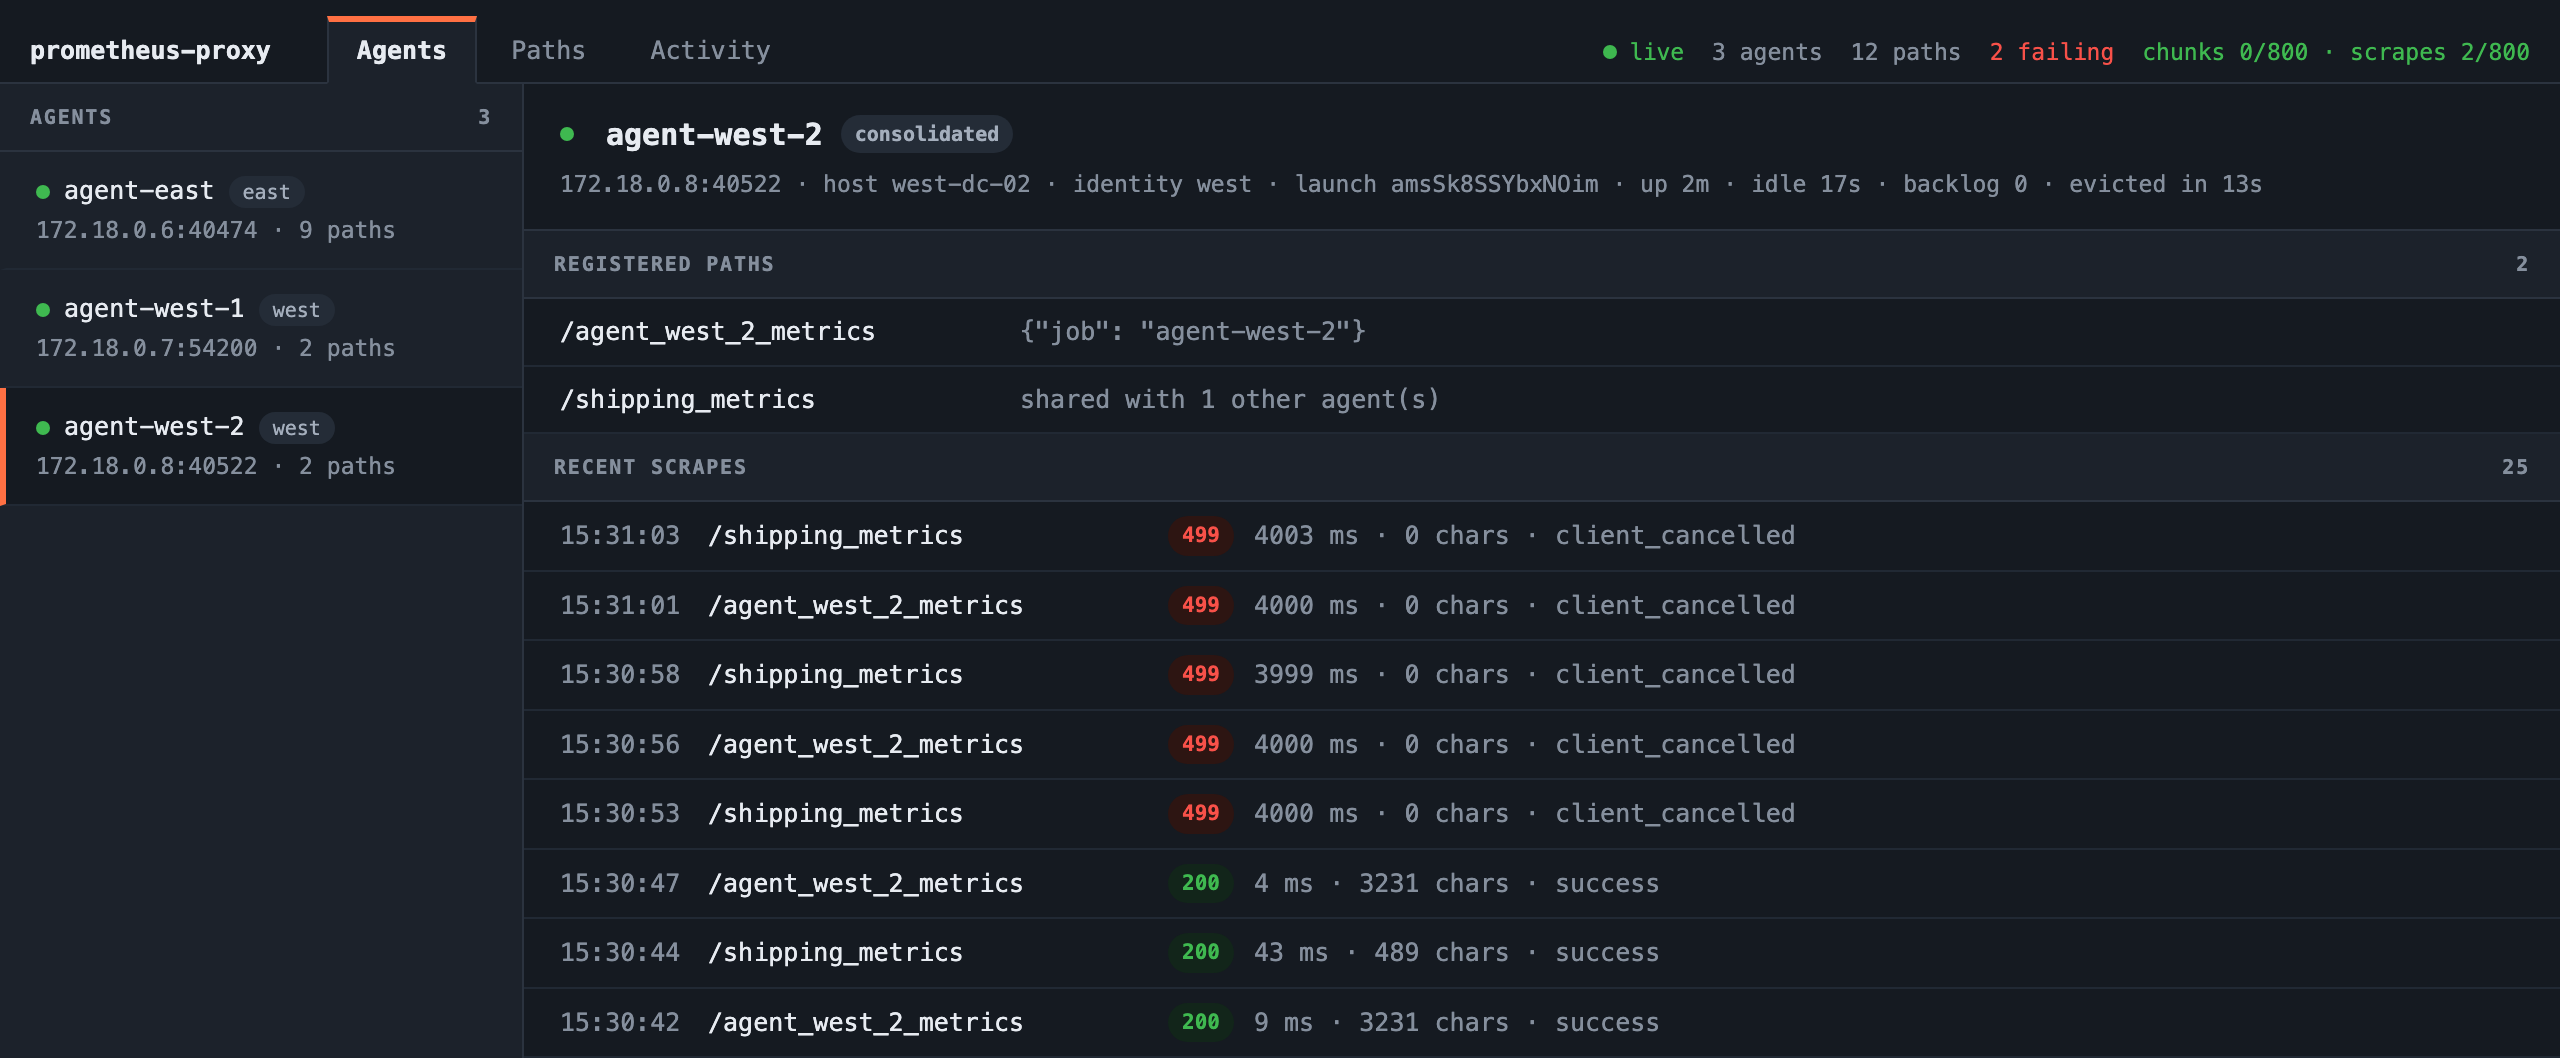 prometheus-proxy Agents Paths Activity live 3 agents 12 paths 2 failing chunks 0/800 · scrapes 2/800
AGENTS 3
agent-east east
172.18.0.6:40474 · 9 paths
agent-west-1 west
172.18.0.7:54200 · 2 paths
agent-west-2 west
172.18.0.8:40522 · 2 paths
agent-west-2 consolidated
172.18.0.8:40522 · host west-dc-02 · identity west · launch amsSk8SSYbxNOim · up 2m · idle 17s · backlog 0 · evicted in 13s
REGISTERED PATHS 2
/agent_west_2_metrics {"job": "agent-west-2"}
/shipping_metrics shared with 1 other agent(s)
RECENT SCRAPES 25
15:31:03 /shipping_metrics 499 4003 ms · 0 chars · client_cancelled
15:31:01 /agent_west_2_metrics 499 4000 ms · 0 chars · client_cancelled
15:30:58 /shipping_metrics 499 3999 ms · 0 chars · client_cancelled
15:30:56 /agent_west_2_metrics 499 4000 ms · 0 chars · client_cancelled
15:30:53 /shipping_metrics 499 4000 ms · 0 chars · client_cancelled
15:30:47 /agent_west_2_metrics 200 4 ms · 3231 chars · success
15:30:44 /shipping_metrics 200 43 ms · 489 chars · success
15:30:42 /agent_west_2_metrics 200 9 ms · 3231 chars · success